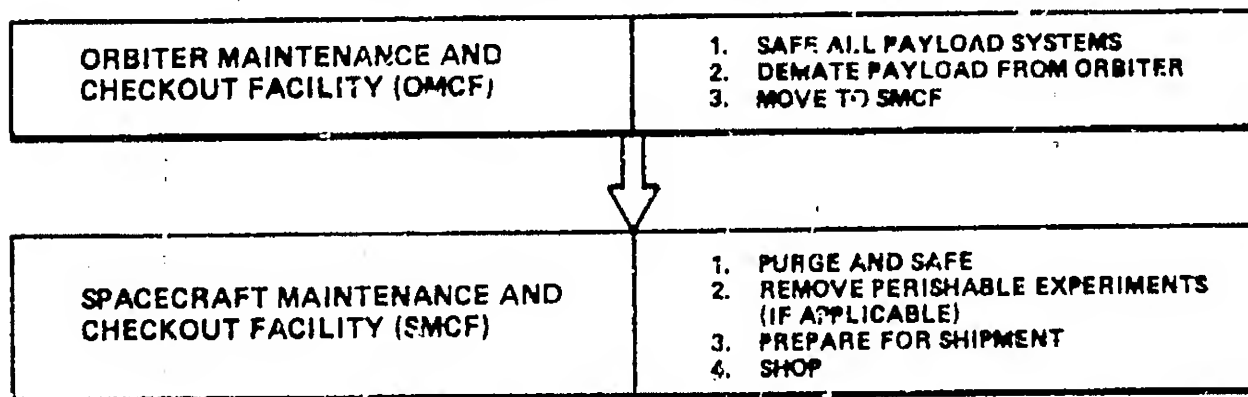 ORBITER MAINTENANCE AND
CHECKOUT FACILITY (OMCF)
1. SAFE ALL PAYLOAD SYSTEMS
2. DEMATE PAYLOAD FROM ORBITER
3. MOVE TO SMCF
SPACECRAFT MAINTENANCE AND
CHECKOUT FACILITY (SMCF)
1. PURGE AND SAFE
2. REMOVE PERISHABLE EXPERIMENTS
(IF APPLICABLE)
3. PREPARE FOR SHIPMENT
4. SHOP